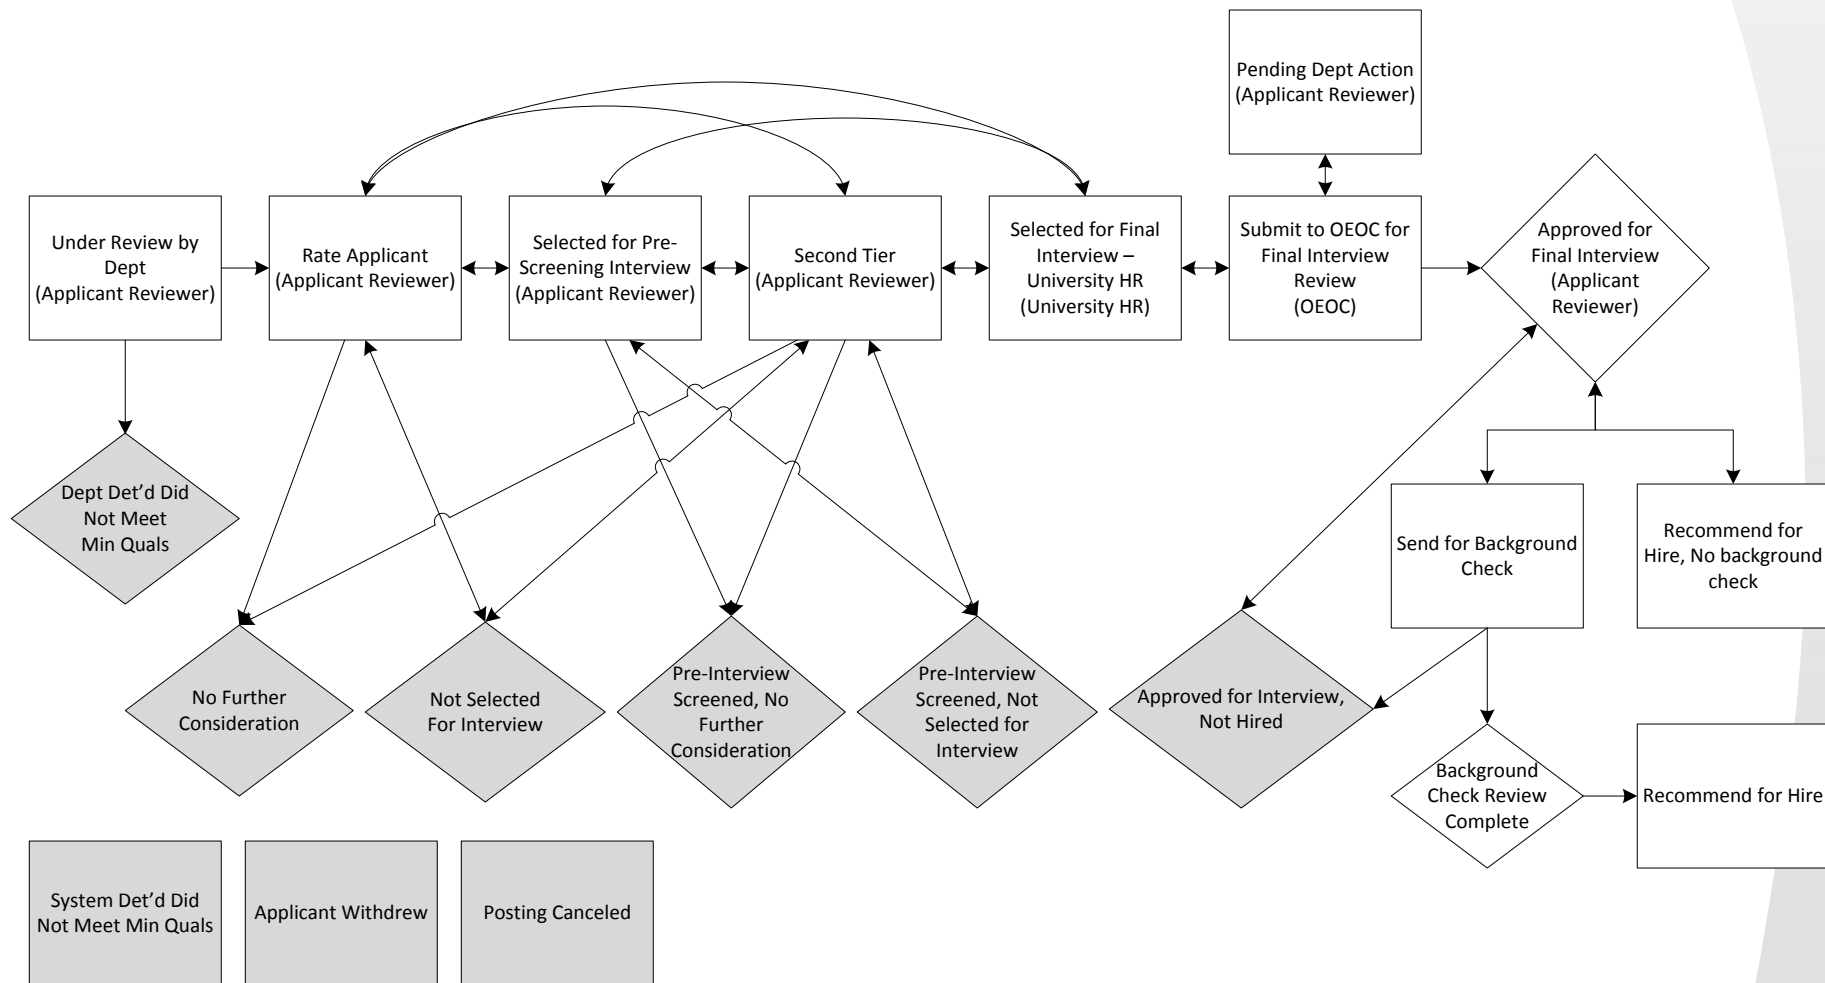 Pending Dept Action
(Applicant Reviewer)
Under Review by
Dept
(Applicant Reviewer)
Rate Applicant
(Applicant Reviewer)
Selected for Pre-
Screening Interview
(Applicant Reviewer)
Second Tier
(Applicant Reviewer)
Selected for Final
Interview –
University HR
(University HR)
Submit to OEOC for
Final Interview
Review
(OEOC)
Approved for
Final Interview
(Applicant
Reviewer)
Dept Det’d Did
Not Meet
Min Quals
Send for Background
Check
Recommend for
Hire, No background
check
No Further
Consideration
Not Selected
For Interview
Pre-Interview
Screened, No
Further
Consideration
Pre-Interview
Screened, Not
Selected for
Interview
Approved for Interview,
Not Hired
Background
Check Review
Complete
Recommend for Hire
System Det’d Did
Not Meet Min Quals
Applicant Withdrew
Posting Canceled